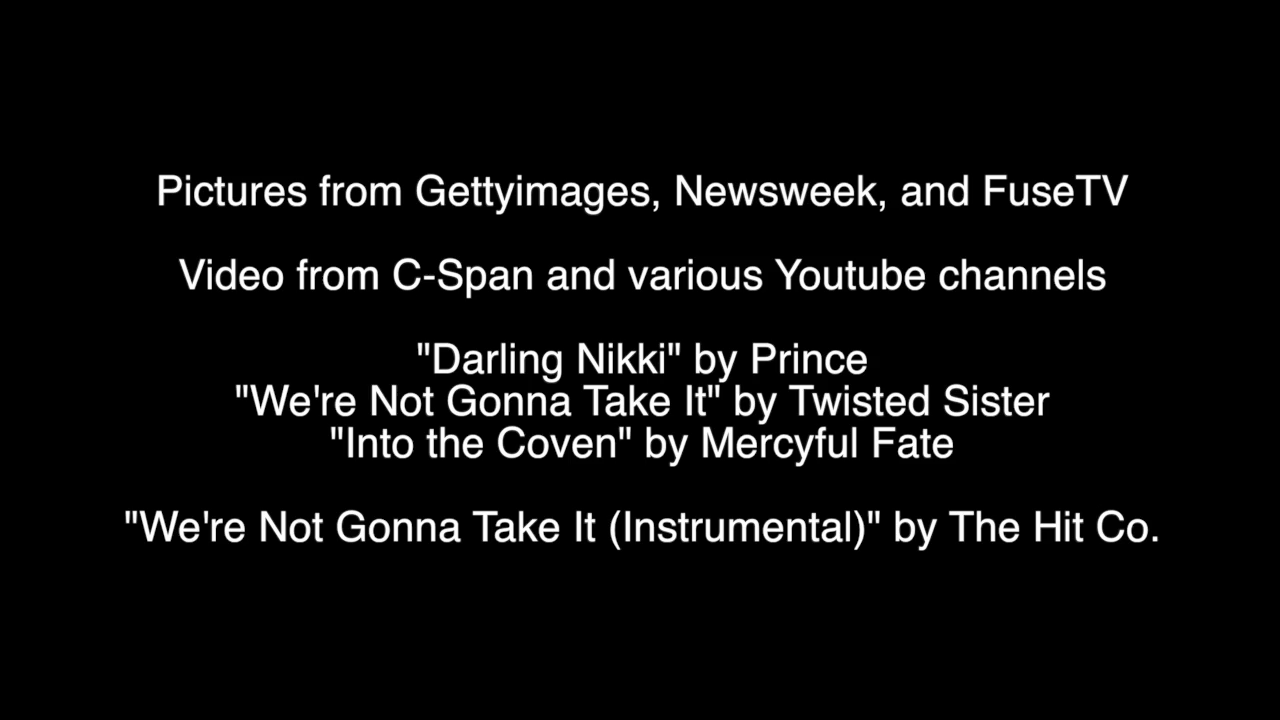 Pictures from Gettyimages, Newsweek, and FuseTV
Video from C-Span and various Youtube channels
"Darling Nikki" by Prince
"We're Not Gonna Take It" by Twisted Sister
"Into the Coven" by Mercyful Fate
"We're Not Gonna Take It (Instrumental)" by The Hit Co.